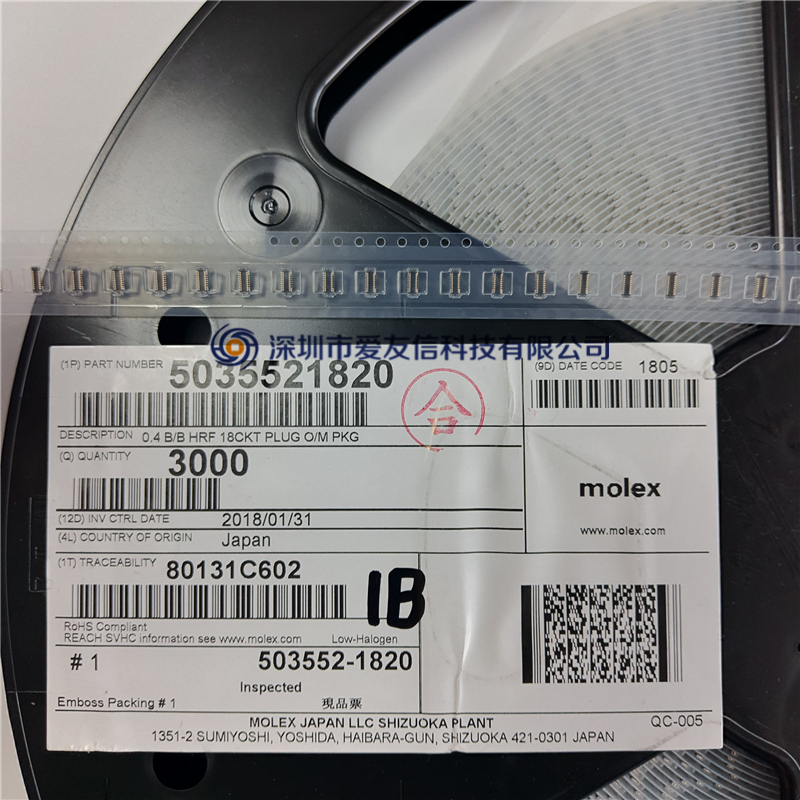 深圳市爱友信科技有限公司
(1P) PART NUMBER 5035521820
(9D) DATE CODE 1805
合
DESCRIPTION 0.4 B/B HRF 18CKT PLUG O/M PKG
(Q) QUANTITY 3000
molex
www.molex.com
(12D) INV CTRL DATE 2018/01/31
(4L) COUNTRY OF ORIGIN Japan
(1T) TRACEABILITY 80131C602
1B
RoHS Compliant
REACH SVHC information see www.molex.com Low-Halogen
# 1 503552-1820
Inspected
Emboss Packing # 1 現品票
MOLEX JAPAN LLC SHIZUOKA PLANT QC-005
1351-2 SUMIYOSHI, YOSHIDA, HAIBARA-GUN, SHIZUOKA 421-0301 JAPAN